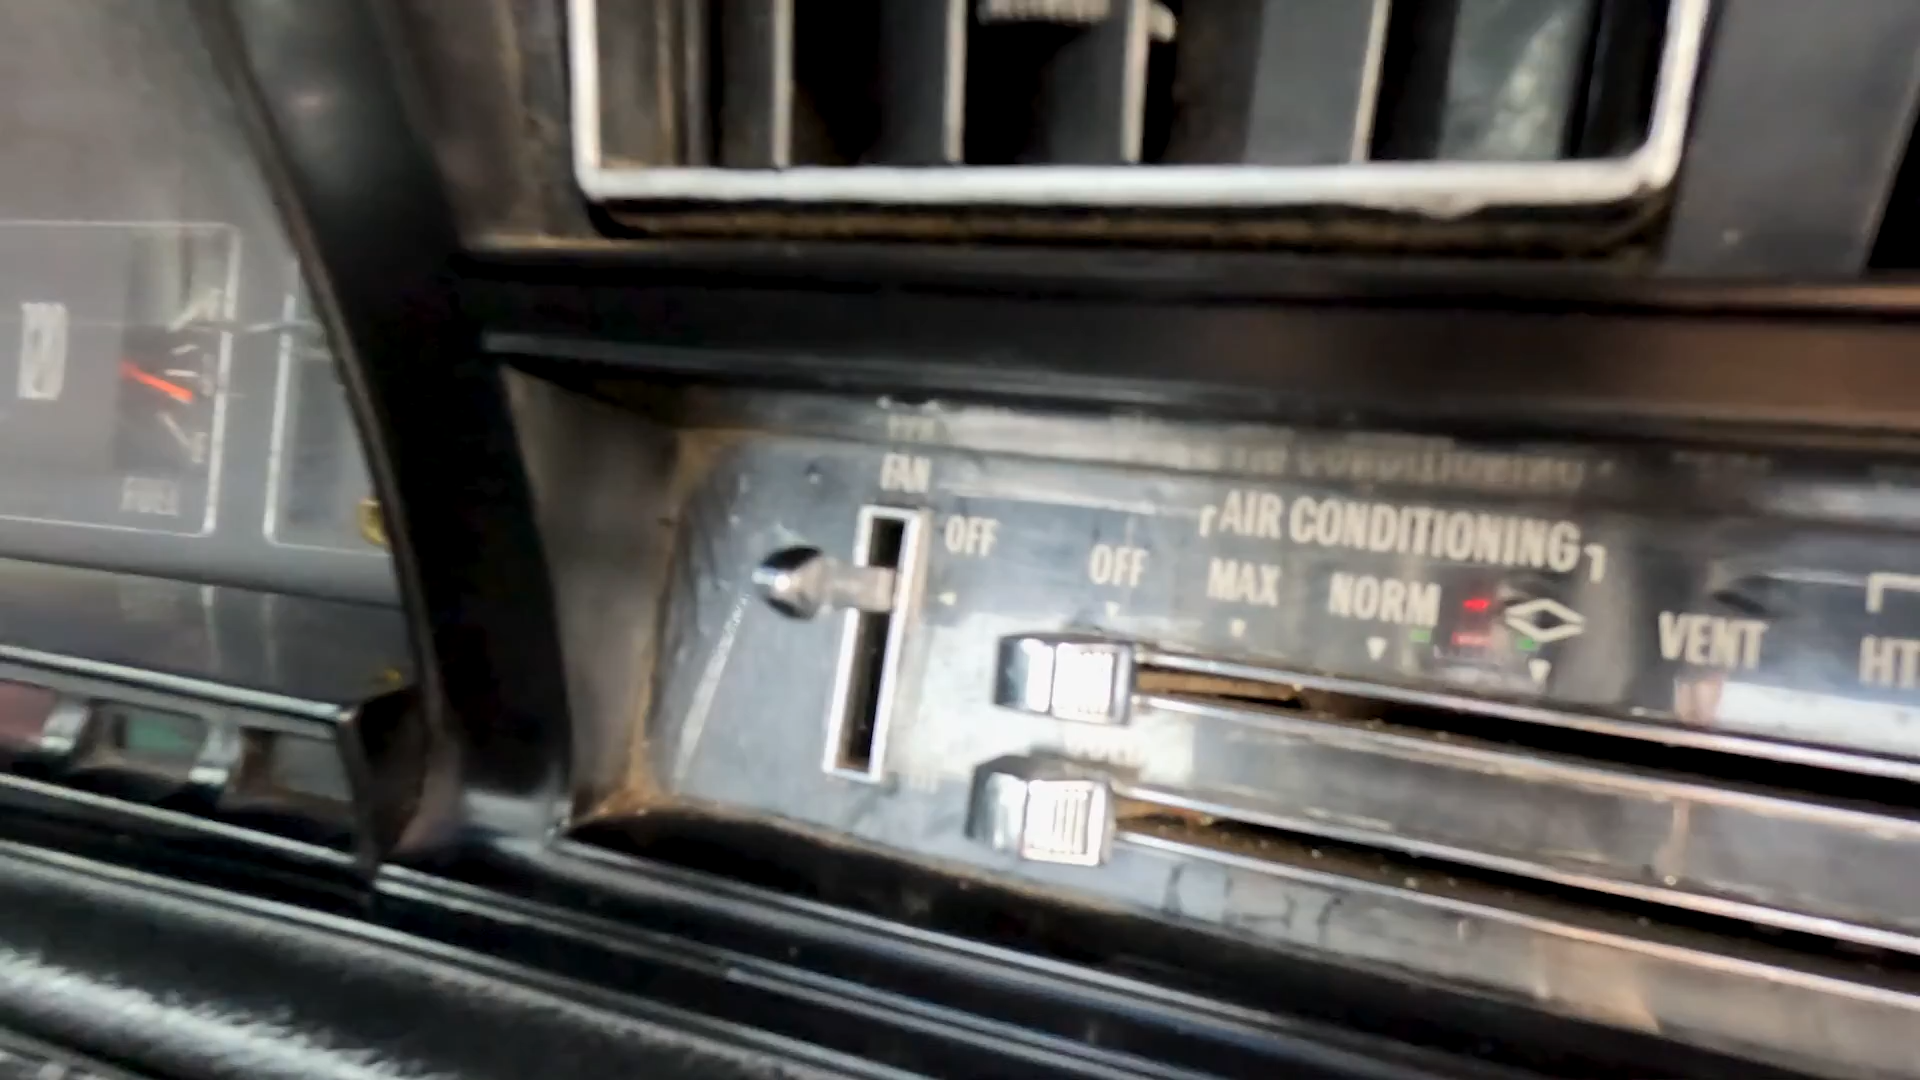 FUEL
E
FAN
OFF
OFF
AIR CONDITIONING
MAX
NORM
VENT
HT